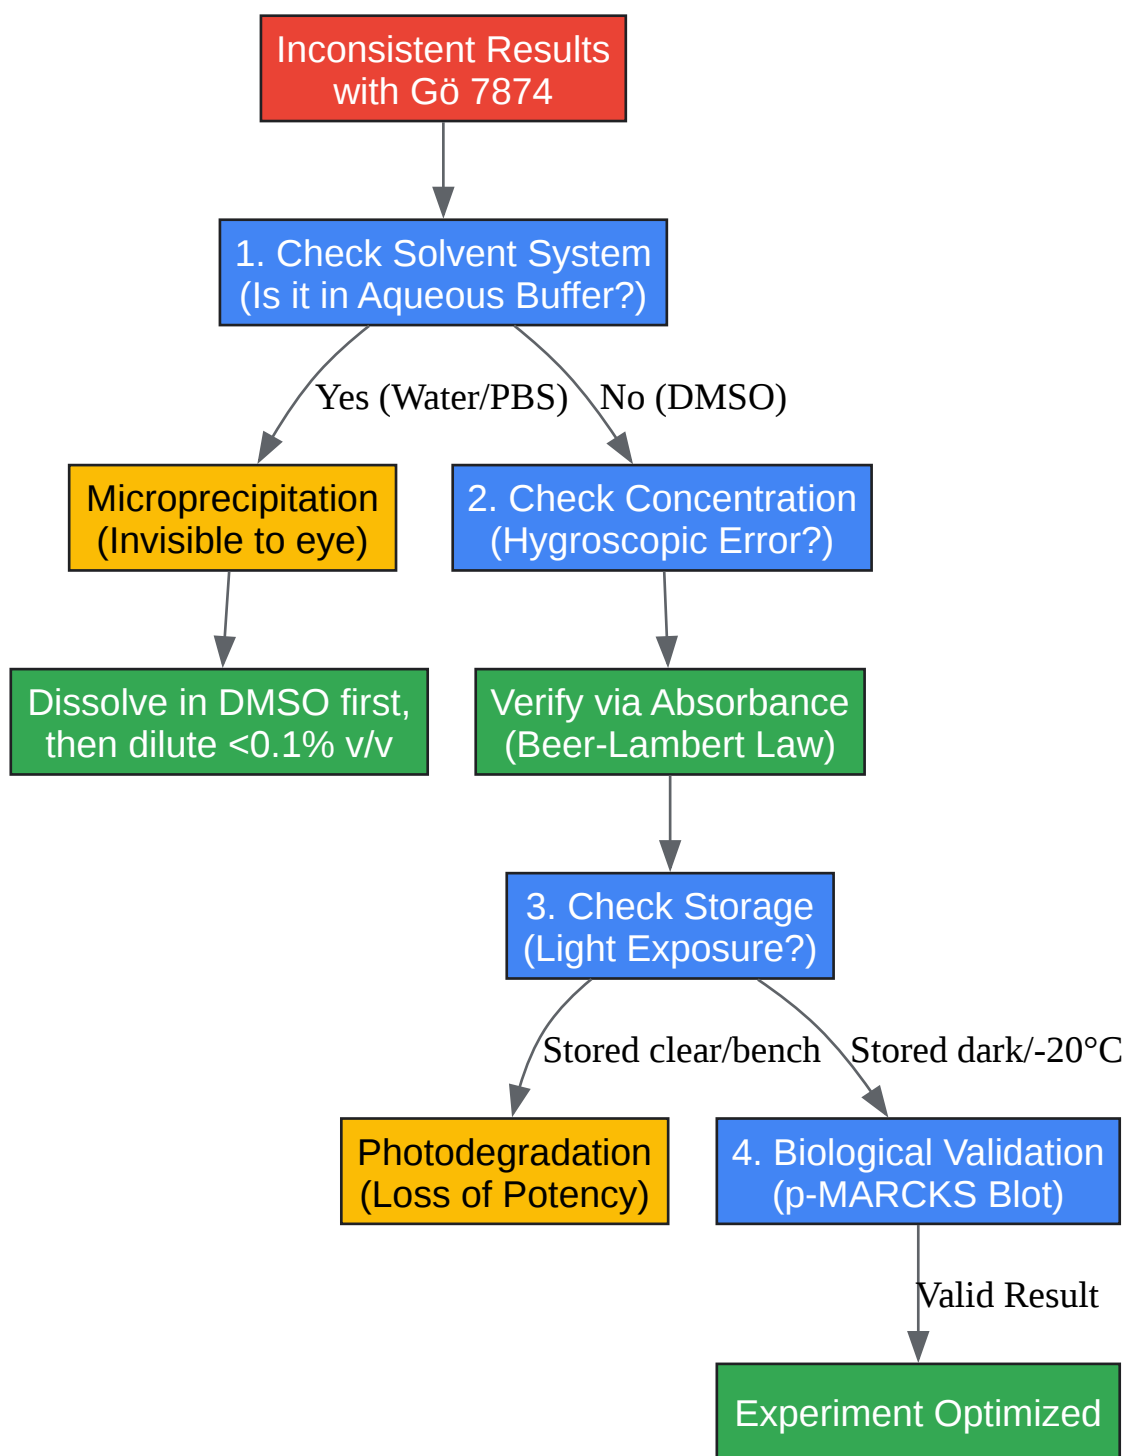 Inconsistent Results
with Gö 7874
1. Check Solvent System
(Is it in Aqueous Buffer?)
Yes (Water/PBS)
No (DMSO)
Microprecipitation
(Invisible to eye)
2. Check Concentration
(Hygroscopic Error?)
Dissolve in DMSO first,
then dilute <0.1% v/v
Verify via Absorbance
(Beer-Lambert Law)
3. Check Storage
(Light Exposure?)
Stored clear/bench
Stored dark/-20°C
Photodegradation
(Loss of Potency)
4. Biological Validation
(p-MARCKS Blot)
Valid Result
Experiment Optimized